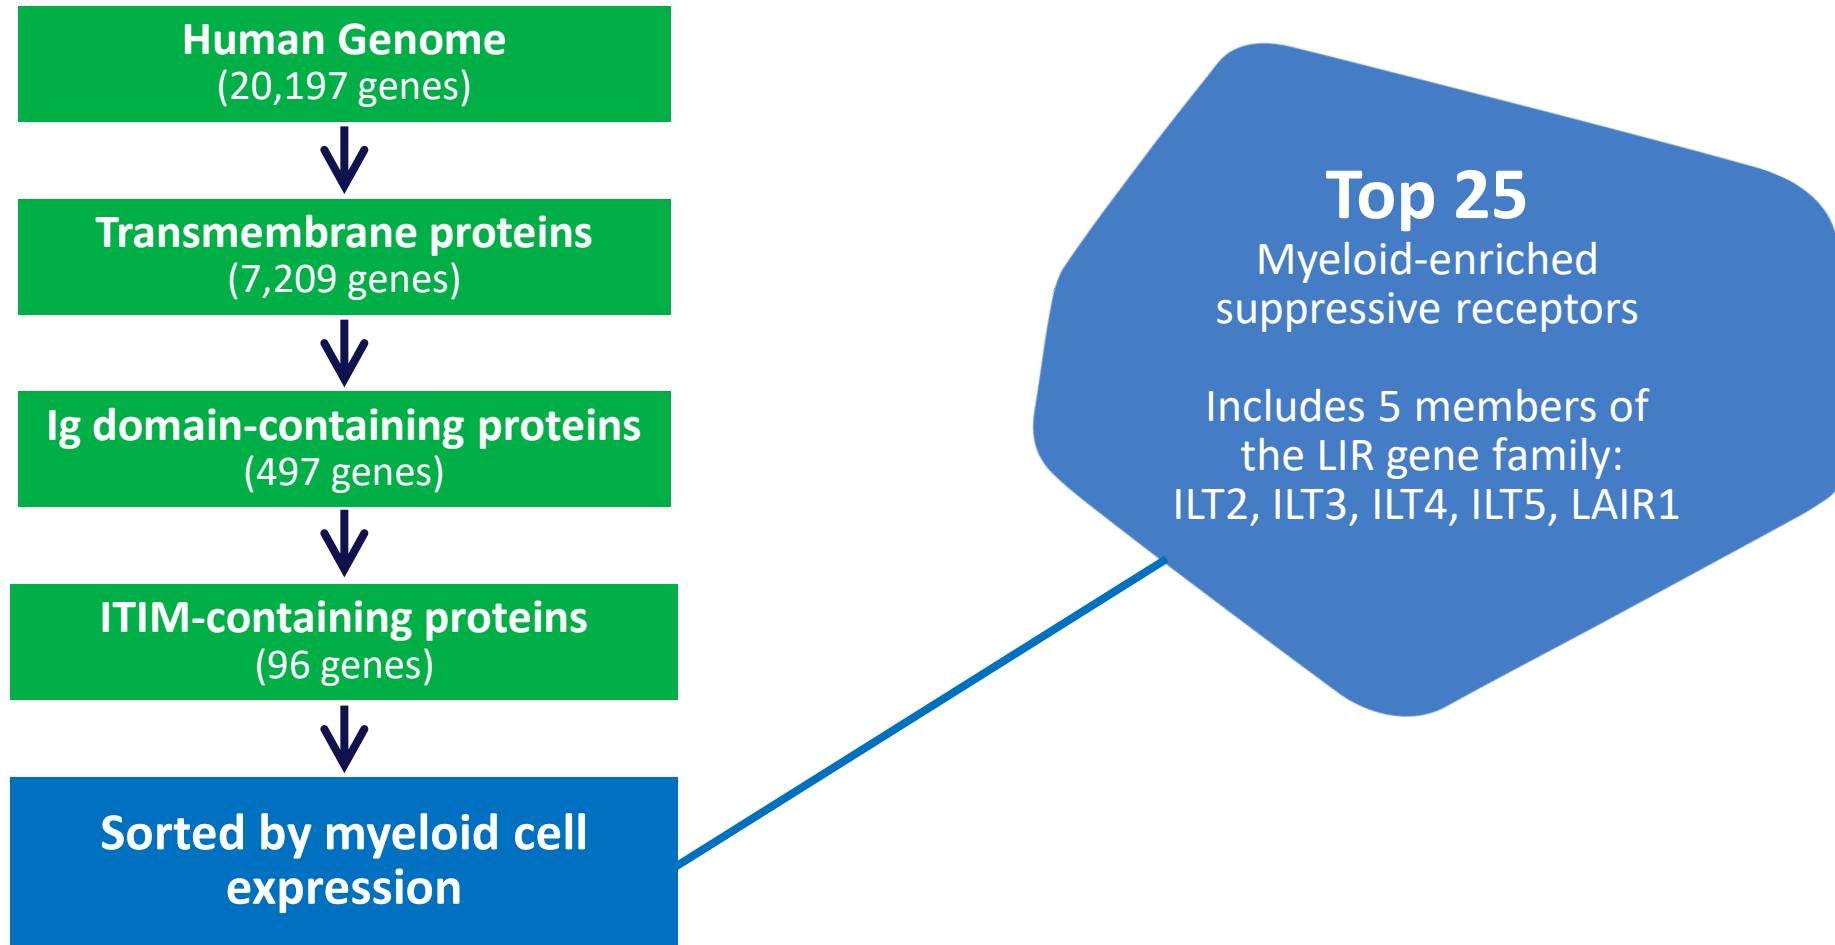 Human Genome
(20,197 genes)
Transmembrane proteins
(7,209 genes)
Ig domain-containing proteins
(497 genes)
ITIM-containing proteins
(96 genes)
Sorted by myeloid cell
expression
Top 25
Myeloid-enriched
suppressive receptors
Includes 5 members of
the LIR gene family:
ILT2, ILT3, ILT4, ILT5, LAIR1